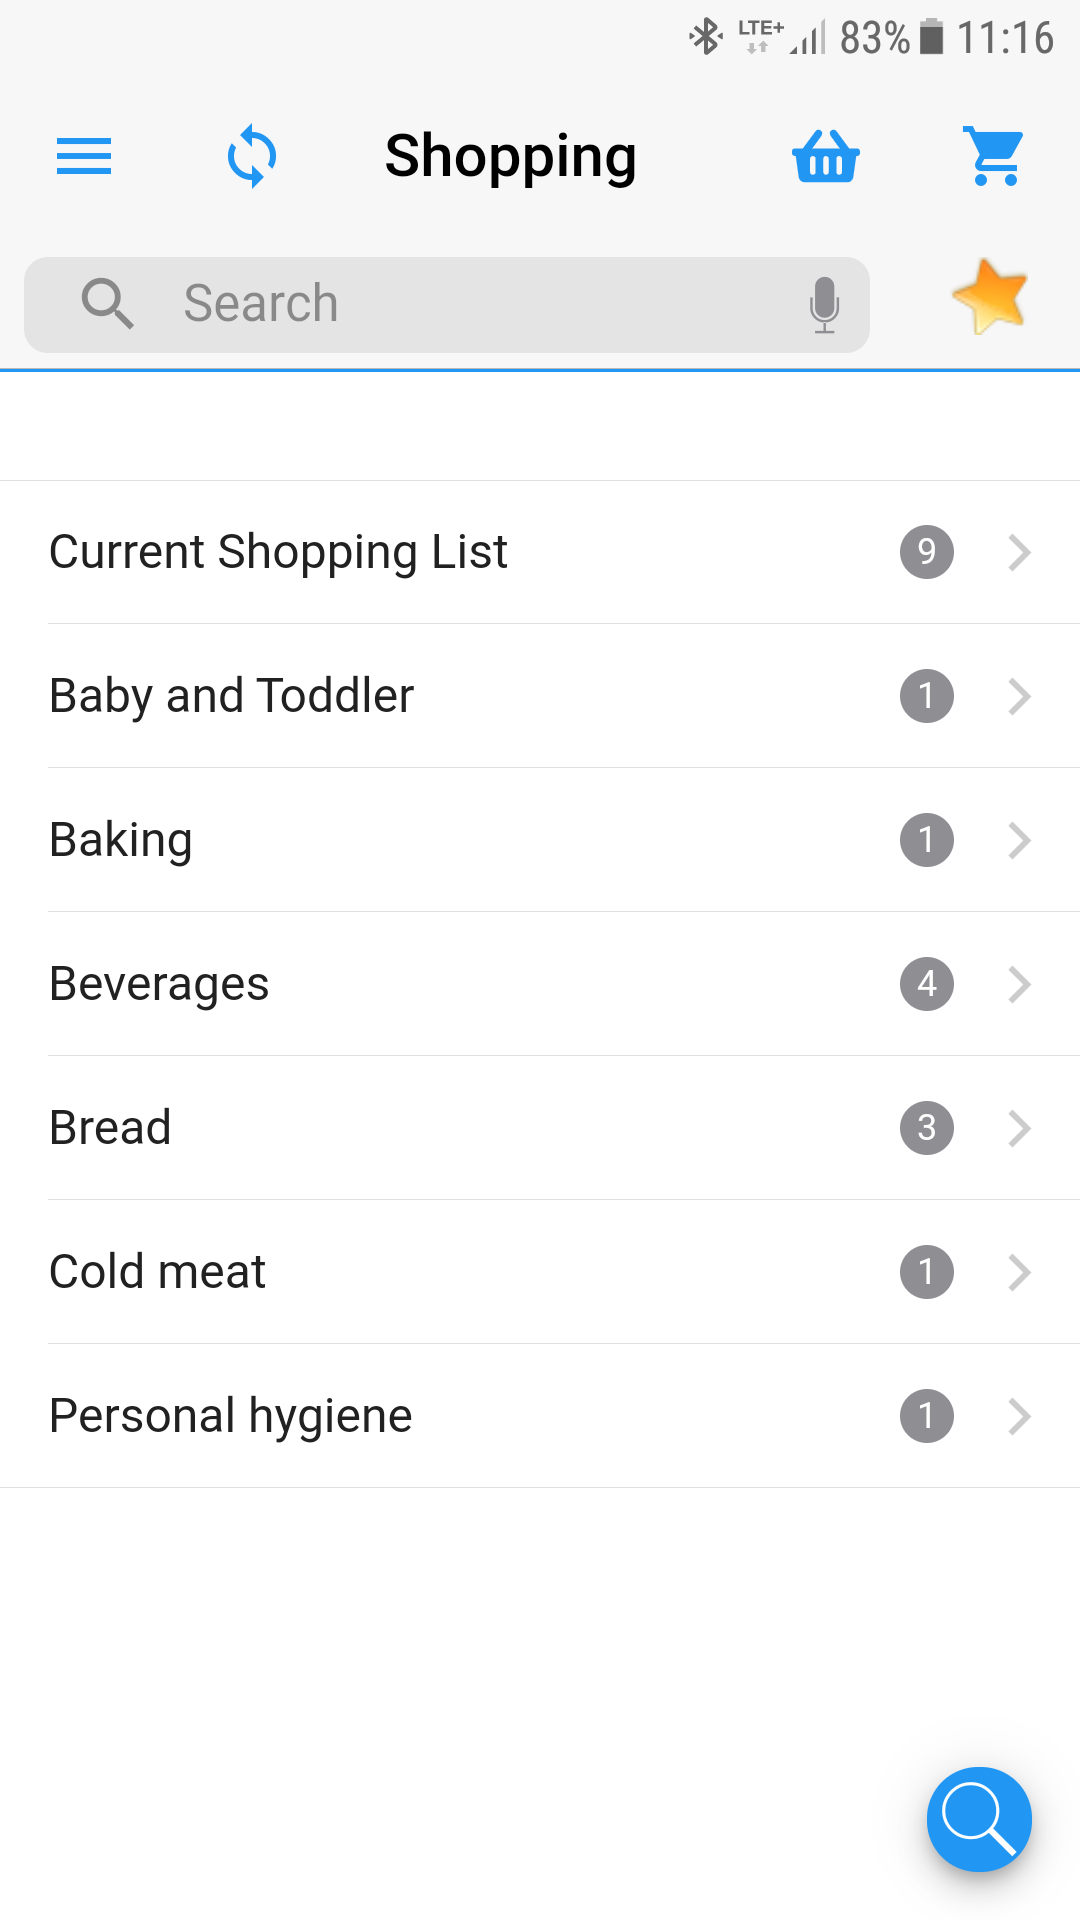 LTE+ 83% 11:16
Shopping
Search
Current Shopping List 9
Baby and Toddler 1
Baking 1
Beverages 4
Bread 3
Cold meat 1
Personal hygiene 1